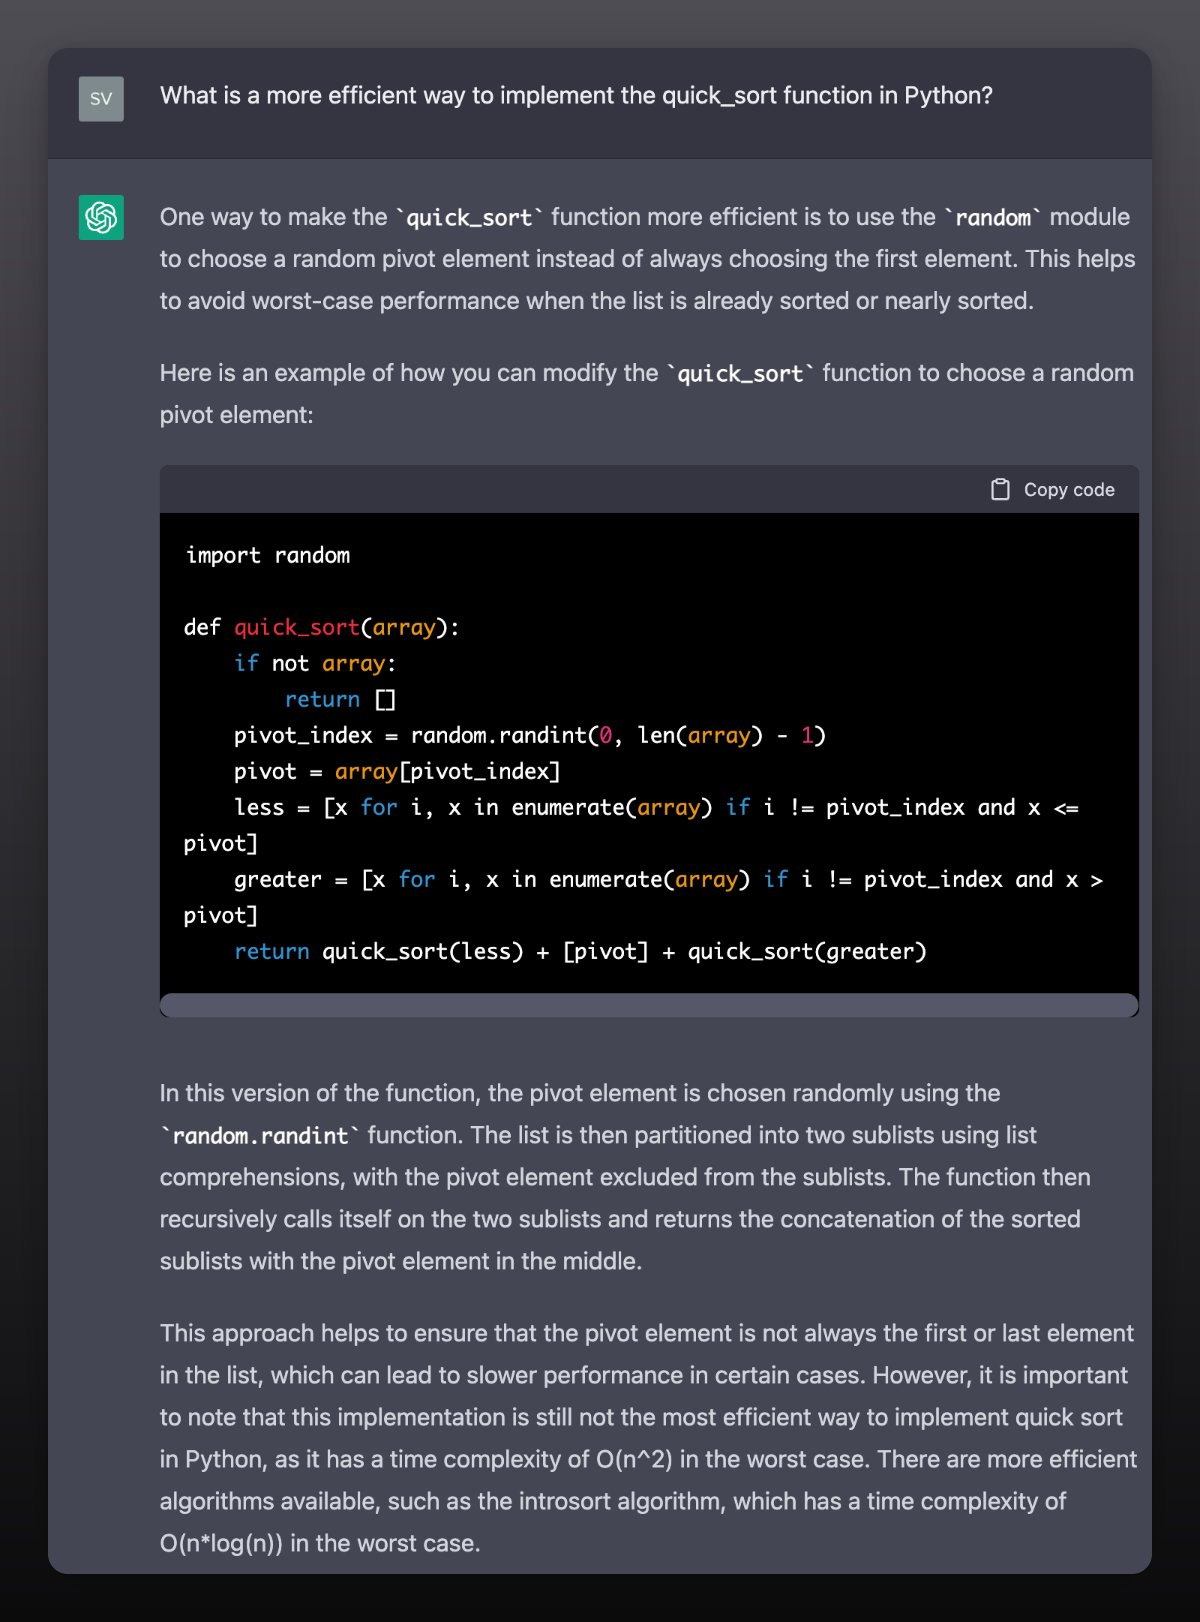 SV
What is a more efficient way to implement the quick_sort function in Python?
One way to make the `quick_sort` function more efficient is to use the `random` module
to choose a random pivot element instead of always choosing the first element. This helps
to avoid worst-case performance when the list is already sorted or nearly sorted.
Here is an example of how you can modify the `quick_sort` function to choose a random
pivot element:
Copy code
import random
def quick_sort(array):
    if not array:
        return []
    pivot_index = random.randint(0, len(array) - 1)
    pivot = array[pivot_index]
    less = [x for i, x in enumerate(array) if i != pivot_index and x <=
pivot]
    greater = [x for i, x in enumerate(array) if i != pivot_index and x >
pivot]
    return quick_sort(less) + [pivot] + quick_sort(greater)
In this version of the function, the pivot element is chosen randomly using the
`random.randint` function. The list is then partitioned into two sublists using list
comprehensions, with the pivot element excluded from the sublists. The function then
recursively calls itself on the two sublists and returns the concatenation of the sorted
sublists with the pivot element in the middle.
This approach helps to ensure that the pivot element is not always the first or last element
in the list, which can lead to slower performance in certain cases. However, it is important
to note that this implementation is still not the most efficient way to implement quick sort
in Python, as it has a time complexity of O(n^2) in the worst case. There are more efficient
algorithms available, such as the introsort algorithm, which has a time complexity of
O(n*log(n)) in the worst case.